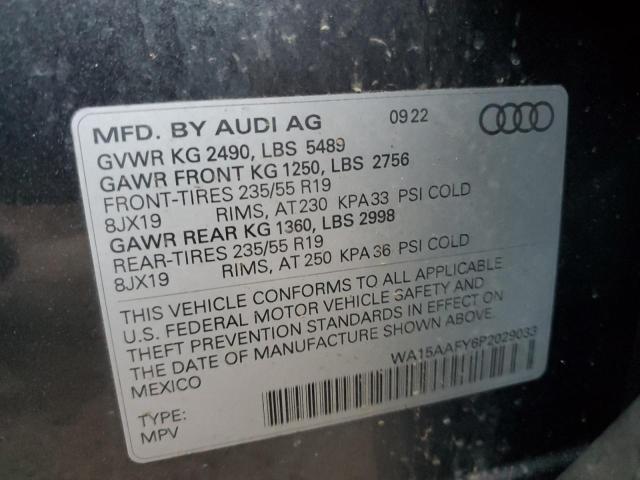 MFD. BY AUDI AG 09 22
GVWR KG 2490, LBS 5489
GAWR FRONT KG 1250, LBS 2756
FRONT-TIRES 235/55 R19
8JX19 RIMS, AT 230 KPA 33 PSI COLD
GAWR REAR KG 1360, LBS 2998
REAR-TIRES 235/55 R19
8JX19 RIMS, AT 250 KPA 36 PSI COLD
THIS VEHICLE CONFORMS TO ALL APPLICABLE
U.S. FEDERAL MOTOR VEHICLE SAFETY AND
THEFT PREVENTION STANDARDS IN EFFECT ON
THE DATE OF MANUFACTURE SHOWN ABOVE.
MEXICO
WA15AAFY6P2029033
TYPE:
MPV